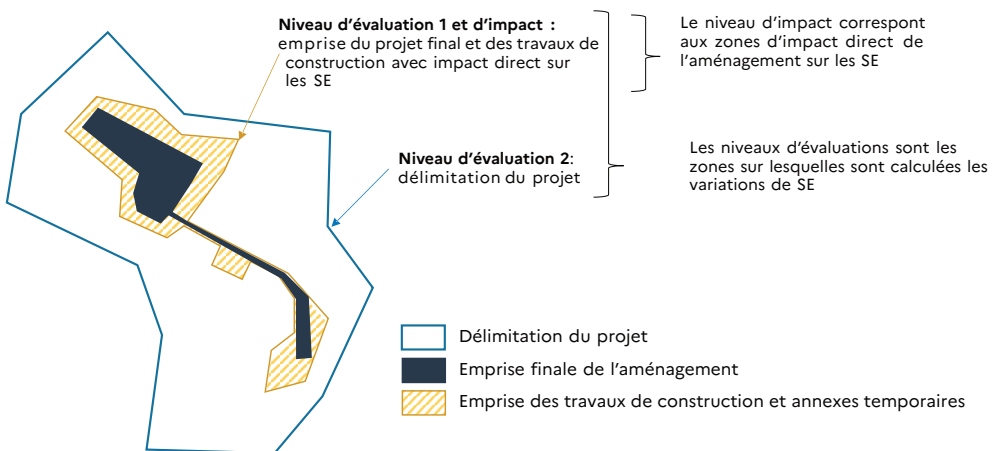 Niveau d’évaluation 1 et d’impact :
emprise du projet final et des travaux de
construction avec impact direct sur
les SE
Le niveau d’impact correspont
aux zones d’impact direct de
l’aménagement sur les SE
Niveau d’évaluation 2:
délimitation du projet
Les niveaux d’évaluations sont les
zones sur lesquelles sont calculées les
variations de SE
Délimitation du projet
Emprise finale de l’aménagement
Emprise des travaux de construction et annexes temporaires